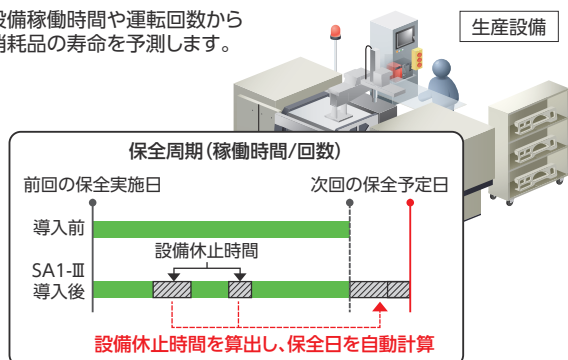 設備稼働時間や運転回数から
消耗品の寿命を予測します。
生産設備
保全周期(稼働時間/回数)
前回の保全実施日
次回の保全予定日
導入前
設備休止時間
SA1-Ⅲ
導入後
設備休止時間を算出し、保全日を自動計算